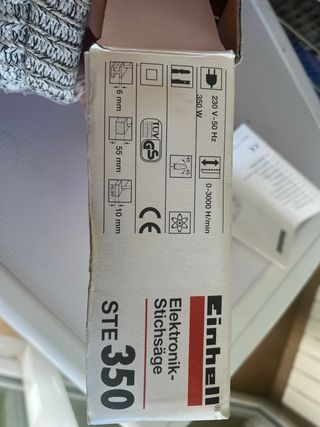 Einhell
Elektronik-
Stichsäge
STE 350
230 V~50 Hz
350 W
0-3000 H/min
TÜV
GS
CE
6 mm
55 mm
10 mm